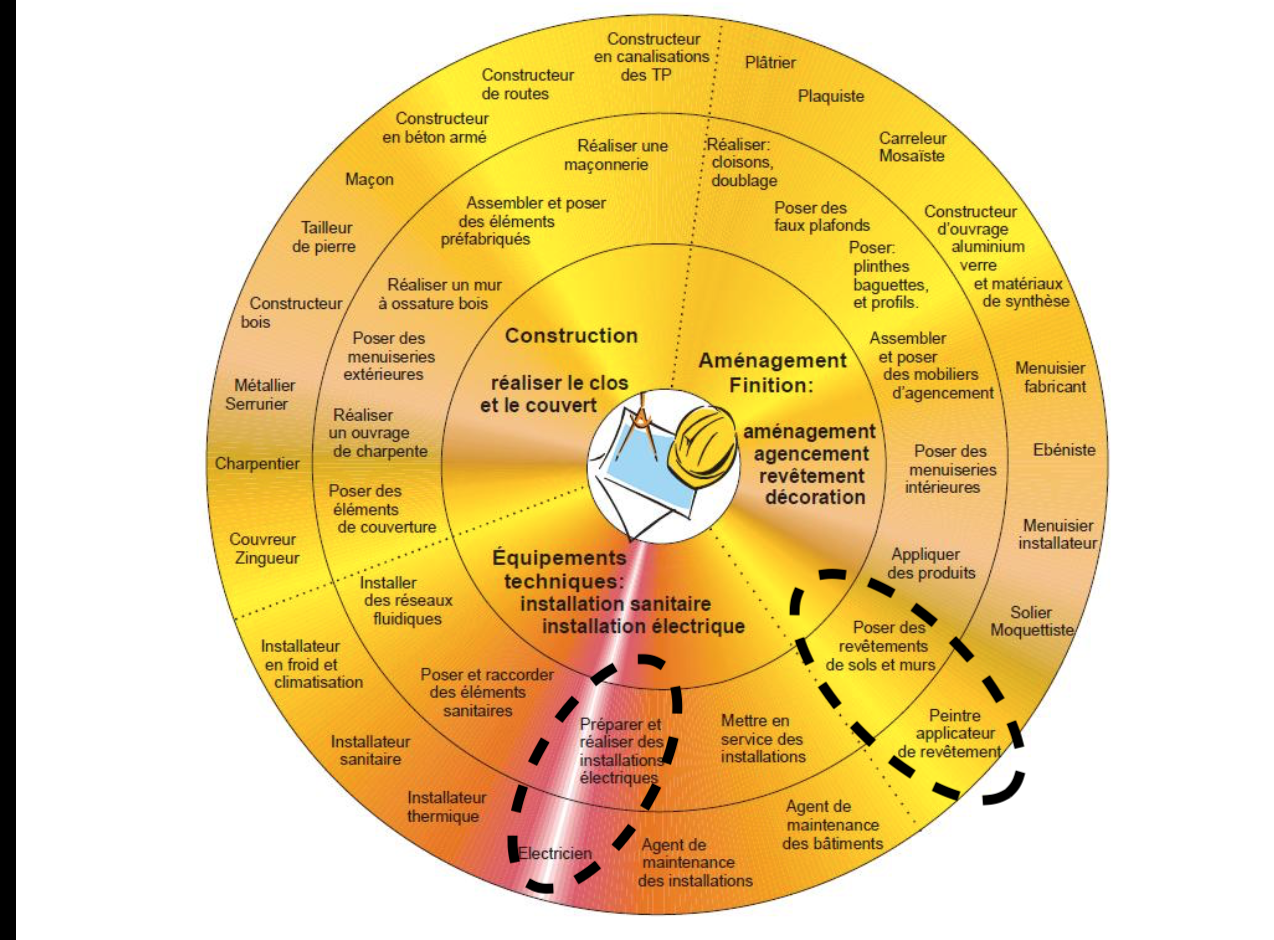 Constructeur
en canalisations
des TP
Constructeur
de routes
Constructeur
en béton armé
Maçon
Tailleur
de pierre
Constructeur
bois
Métallier
Serrurier
Charpentier
Couvreur
Zingueur
Plâtrier
Plaquiste
Carreleur
Mosaïste
Constructeur
d'ouvrage
aluminium
verre
et matériaux
de synthèse
Menuisier
fabricant
Ebéniste
Menuisier
installateur
Solier
Moquettiste
Peintre
applicateur
de revêtement
Réaliser une
maçonnerie
Assembler et poser
des éléments
préfabriqués
Réaliser un mur
à ossature bois
Poser des
menuiseries
extérieures
Réaliser
un ouvrage
de charpente
Poser des
éléments
de couverture
Réaliser:
cloisons,
doublage
Poser des
faux plafonds
Poser:
plinthes
baguettes,
et profils.
Assembler
et poser
des mobiliers
d'agencement
Poser des
menuiseries
intérieures
Appliquer
des produits
Poser des
revêtements
de sols et murs
Construction
réaliser le clos
et le couvert
Aménagement
Finition:
aménagement
agencement
revêtement
décoration
Équipements
techniques:
installation sanitaire
installation électrique
Installer
des réseaux
fluidiques
Poser et raccorder
des éléments
sanitaires
Préparer et
réaliser des
installations
électriques
Mettre en
service des
installations
Installateur
en froid et
climatisation
Installateur
sanitaire
Installateur
thermique
Electricien
Agent de
maintenance
des installations
Agent de
maintenance
des bâtiments